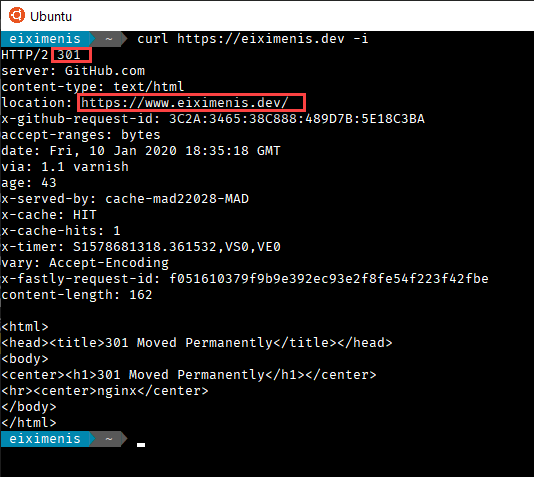 Ubuntu
eiximenis ~ curl https://eiximenis.dev -i
HTTP/2 301
server: GitHub.com
content-type: text/html
location: https://www.eiximenis.dev/
x-github-request-id: 3C2A:3465:38C888:489D7B:5E18C3BA
accept-ranges: bytes
date: Fri, 10 Jan 2020 18:35:18 GMT
via: 1.1 varnish
age: 43
x-served-by: cache-mad22028-MAD
x-cache: HIT
x-cache-hits: 1
x-timer: S1578681318.361532,VS0,VE0
vary: Accept-Encoding
x-fastly-request-id: f051610379f9b9e392ec93e2f8fe54f223f42fbe
content-length: 162
<html>
<head><title>301 Moved Permanently</title></head>
<body>
<center><h1>301 Moved Permanently</h1></center>
<hr><center>nginx</center>
</body>
</html>
eiximenis ~